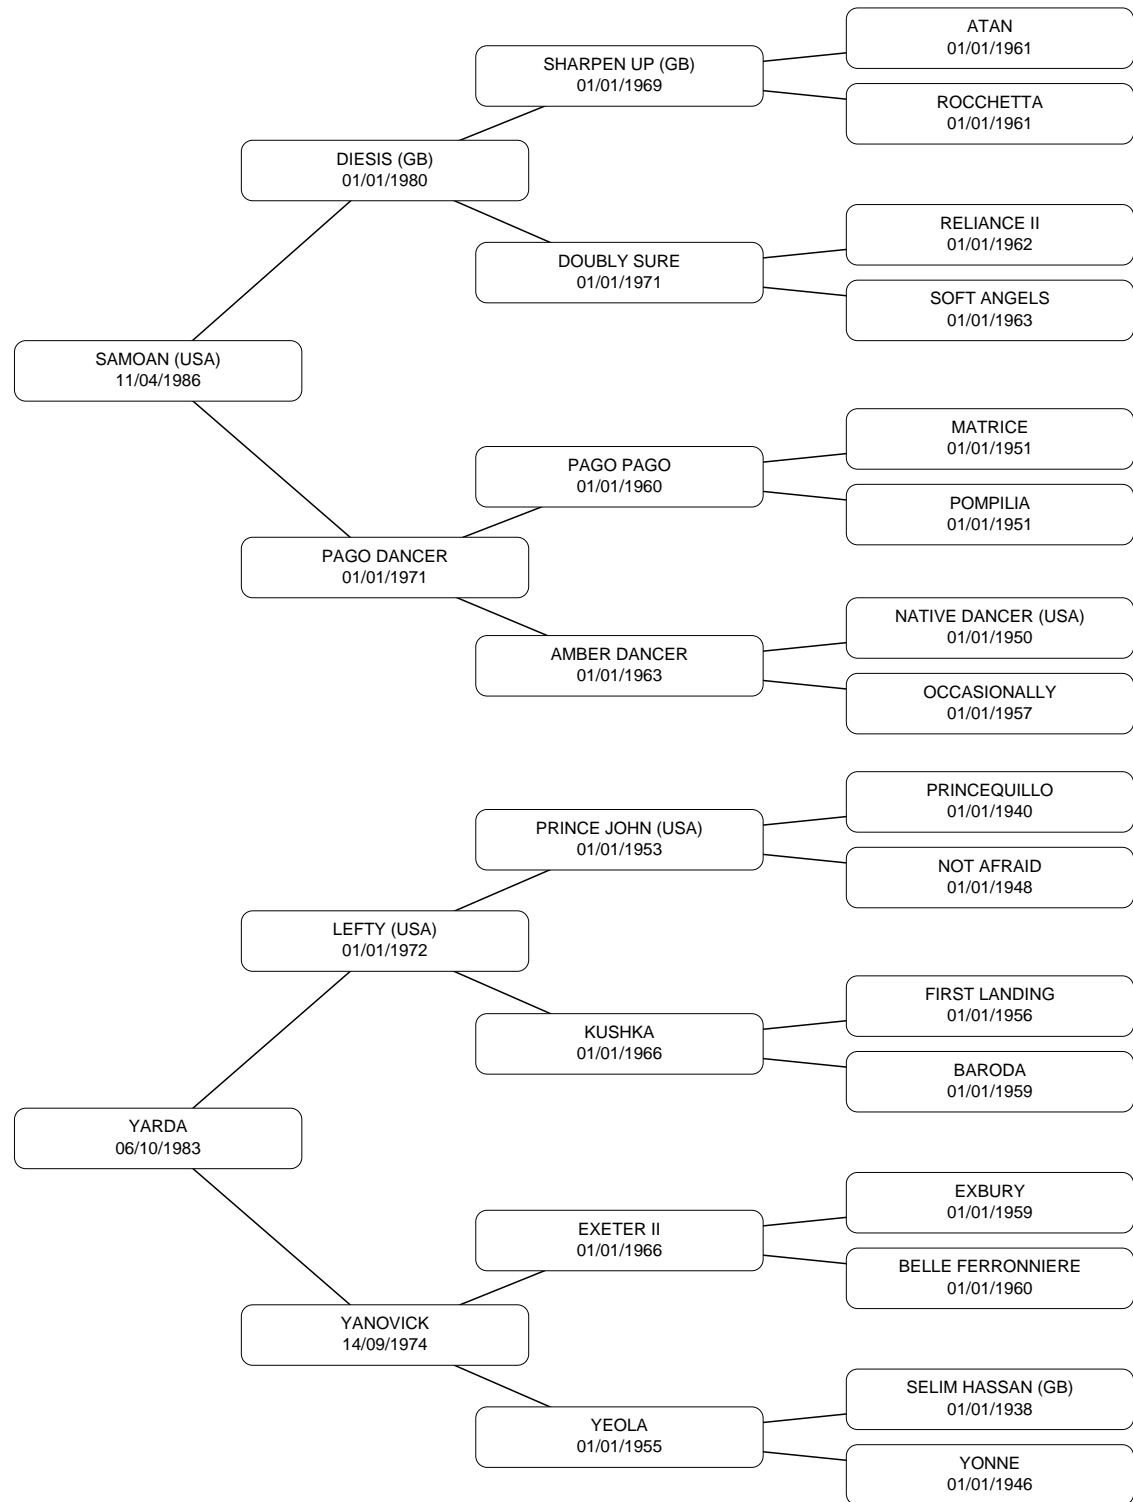 ATAN
01/01/1961
SHARPEN UP (GB)
01/01/1969
ROCCHETTA
01/01/1961
DIESIS (GB)
01/01/1980
RELIANCE II
01/01/1962
DOUBLY SURE
01/01/1971
SOFT ANGELS
01/01/1963
SAMOAN (USA)
11/04/1986
MATRICE
01/01/1951
PAGO PAGO
01/01/1960
POMPILIA
01/01/1951
PAGO DANCER
01/01/1971
NATIVE DANCER (USA)
01/01/1950
AMBER DANCER
01/01/1963
OCCASIONALLY
01/01/1957
PRINCEQUILLO
01/01/1940
PRINCE JOHN (USA)
01/01/1953
NOT AFRAID
01/01/1948
LEFTY (USA)
01/01/1972
FIRST LANDING
01/01/1956
KUSHKA
01/01/1966
BARODA
01/01/1959
YARDA
06/10/1983
EXBURY
01/01/1959
EXETER II
01/01/1966
BELLE FERRONNIERE
01/01/1960
YANOVICK
14/09/1974
SELIM HASSAN (GB)
01/01/1938
YEOLA
01/01/1955
YONNE
01/01/1946